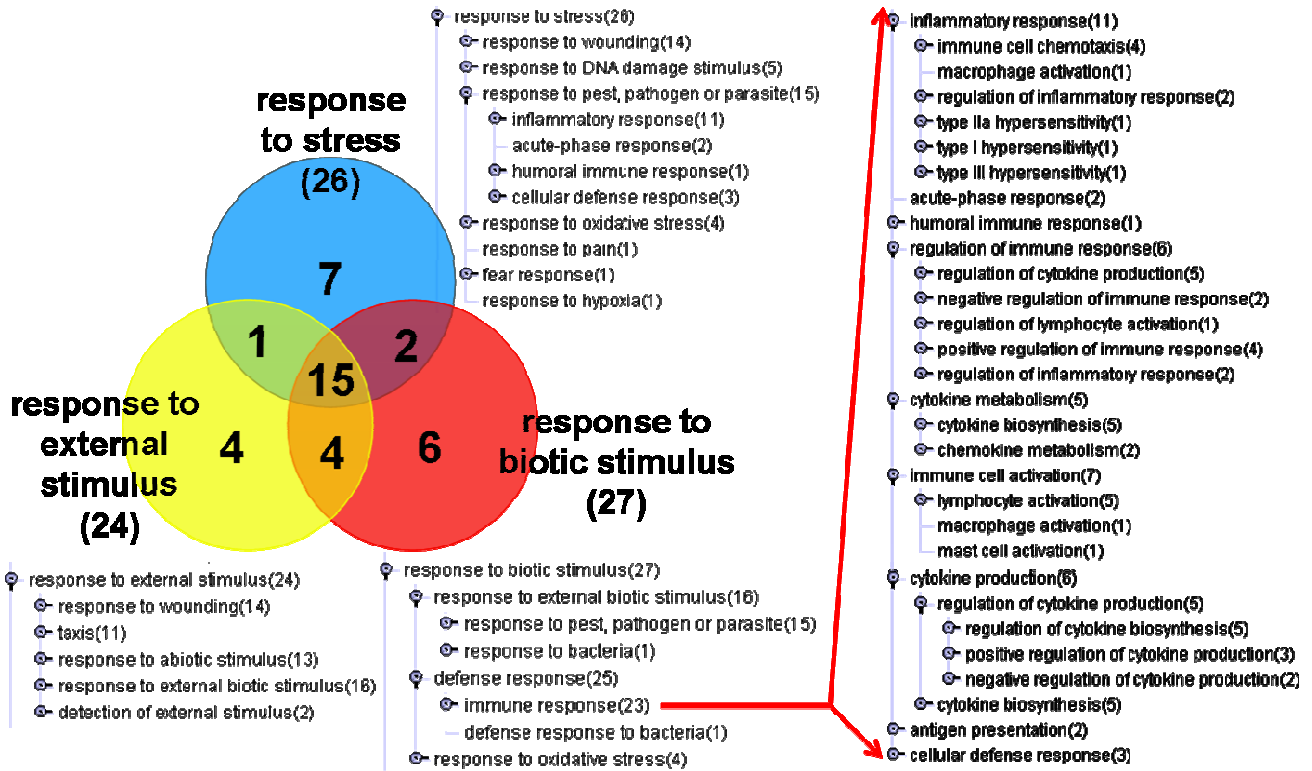 response to stress(26)
response to wounding(14)
response to DNA damage stimulus(5)
response to pest, pathogen or parasite(15)
inflammatory response(11)
acute-phase response(2)
humoral immune response(1)
cellular defense response(3)
response to oxidative stress(4)
response to pain(1)
fear response(1)
response to hypoxia(1)
response
to stress
(26)
7
1
2
15
4
4
6
response to
external
stimulus
(24)
response to
biotic stimulus
(27)
response to external stimulus(24)
response to wounding(14)
taxis(11)
response to abiotic stimulus(13)
response to external biotic stimulus(16)
detection of external stimulus(2)
response to biotic stimulus(27)
response to external biotic stimulus(16)
response to pest, pathogen or parasite(15)
response to bacteria(1)
defense response(25)
immune response(23)
defense response to bacteria(1)
response to oxidative stress(4)
inflammatory response(11)
immune cell chemotaxis(4)
macrophage activation(1)
regulation of inflammatory response(2)
type IIa hypersensitivity(1)
type I hypersensitivity(1)
type III hypersensitivity(1)
acute-phase response(2)
humoral immune response(1)
regulation of immune response(6)
regulation of cytokine production(5)
negative regulation of immune response(2)
regulation of lymphocyte activation(1)
positive regulation of immune response(4)
regulation of inflammatory response(2)
cytokine metabolism(5)
cytokine biosynthesis(5)
chemokine metabolism(2)
immune cell activation(7)
lymphocyte activation(5)
macrophage activation(1)
mast cell activation(1)
cytokine production(6)
regulation of cytokine production(5)
regulation of cytokine biosynthesis(5)
positive regulation of cytokine production(3)
negative regulation of cytokine production(2)
cytokine biosynthesis(5)
antigen presentation(2)
cellular defense response(3)